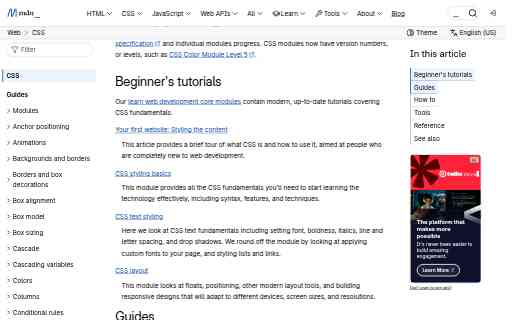 mdn_
HTML
CSS
JavaScript
Web APIs
All
Learn
Tools
About
Blog
Web > CSS
Theme
English (US)
Filter
CSS
Guides
Modules
Anchor positioning
Animations
Backgrounds and borders
Borders and box
decorations
Box alignment
Box model
Box sizing
Cascade
Cascading variables
Colors
Columns
Conditional rules
specification and individual modules progress. CSS modules now have version numbers,
or levels, such as CSS Color Module Level 5.
Beginner's tutorials
Our learn web development core modules contain modern, up-to-date tutorials covering
CSS fundamentals.
Your first website: Styling the content
This article provides a brief tour of what CSS is and how to use it, aimed at people who
are completely new to web development.
CSS styling basics
This module provides all the CSS fundamentals you'll need to start learning the
technology effectively, including syntax, features, and techniques.
CSS text styling
Here we look at CSS text fundamentals including setting font, boldness, italics, line and
letter spacing, and drop shadows. We round off the module by looking at applying
custom fonts to your page, and styling lists and links.
CSS layout
This module looks at floats, positioning, other modern layout tools, and building
responsive designs that will adapt to different devices, screen sizes, and resolutions.
Guides
In this article
Beginner's tutorials
Guides
How to
Tools
Reference
See also
The platform that
makes more
possible
It's never been easier to
build amazing
engagement.
Learn More